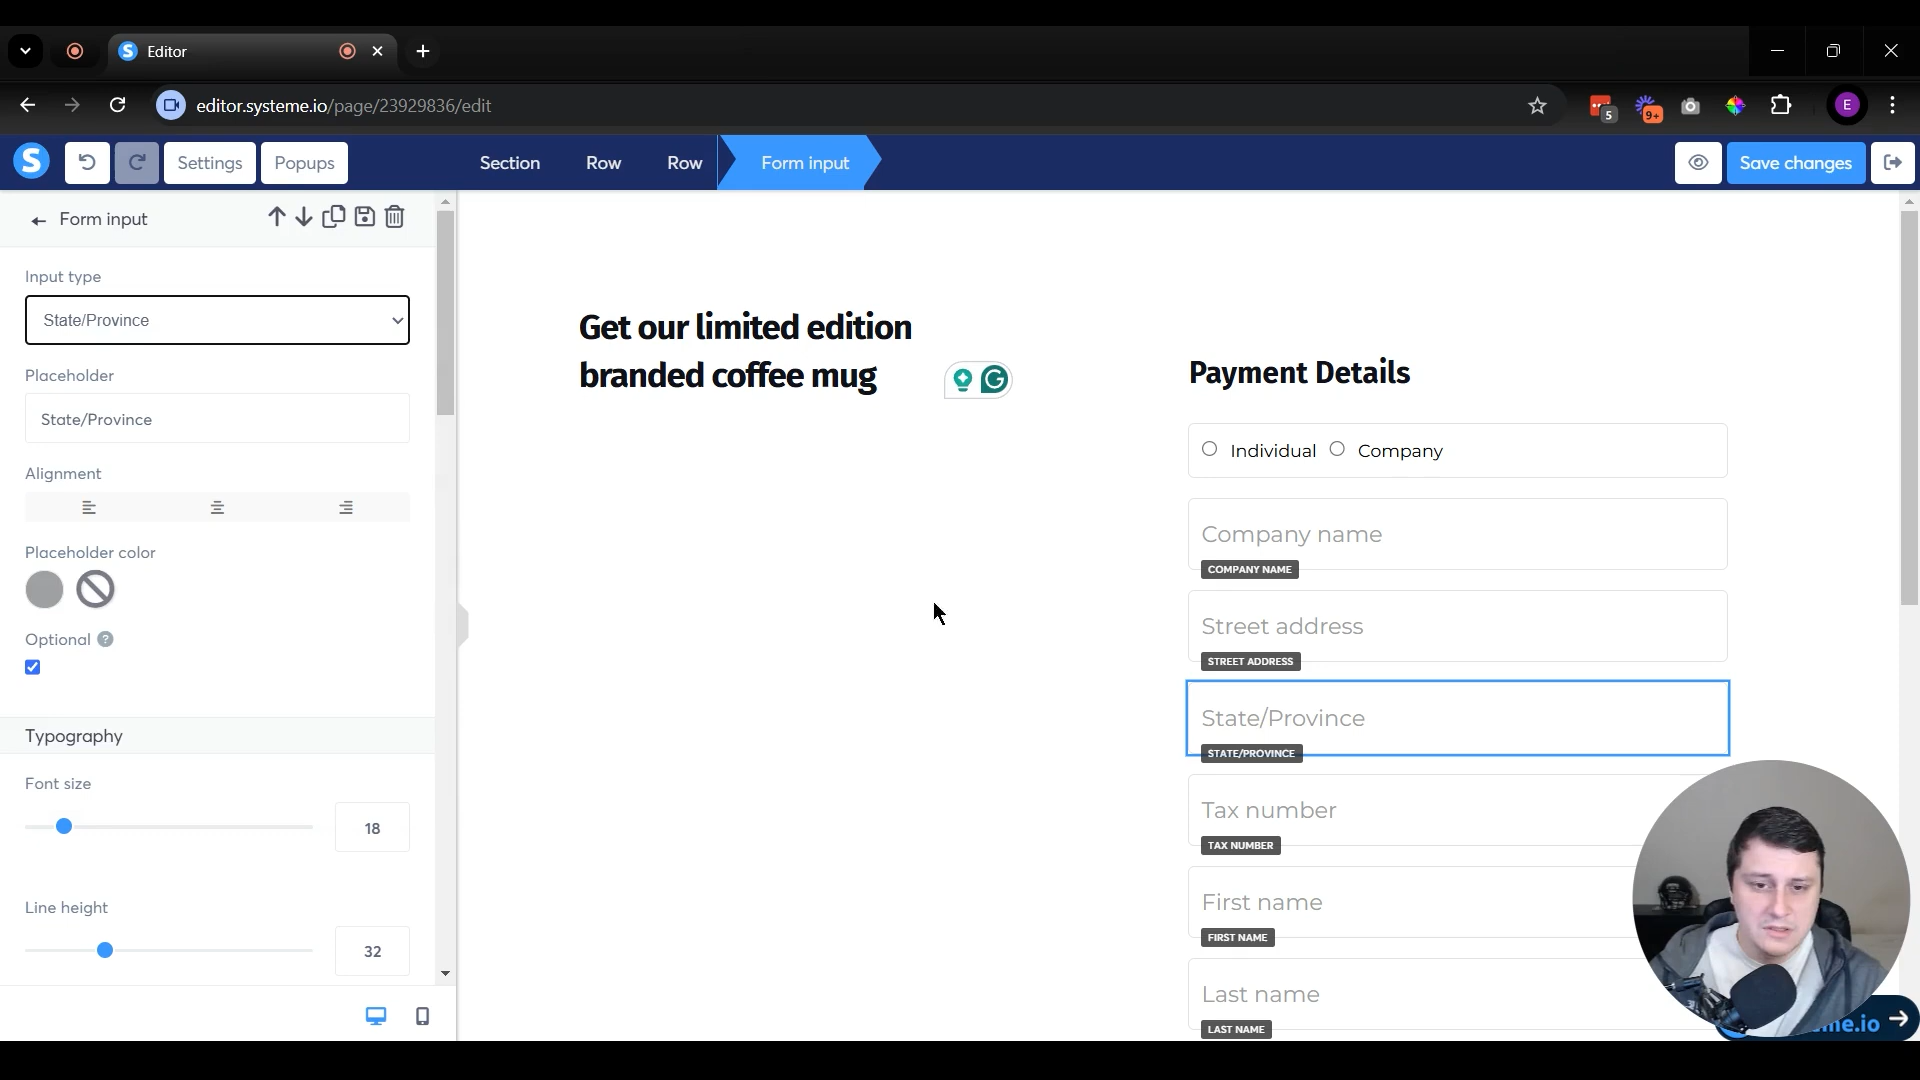 Editor
editor.systeme.io/page/23929836/edit
5
9+
E
S
Settings
Popups
Section
Row
Row
Form input
Save changes
Form input
Input type
State/Province
Placeholder
State/Province
Alignment
Placeholder color
Optional ?
Typography
Font size
18
Line height
32
Get our limited edition
branded coffee mug
Payment Details
Individual
Company
Company name
COMPANY NAME
Street address
STREET ADDRESS
State/Province
STATE/PROVINCE
Tax number
TAX NUMBER
First name
FIRST NAME
Last name
LAST NAME
me.io